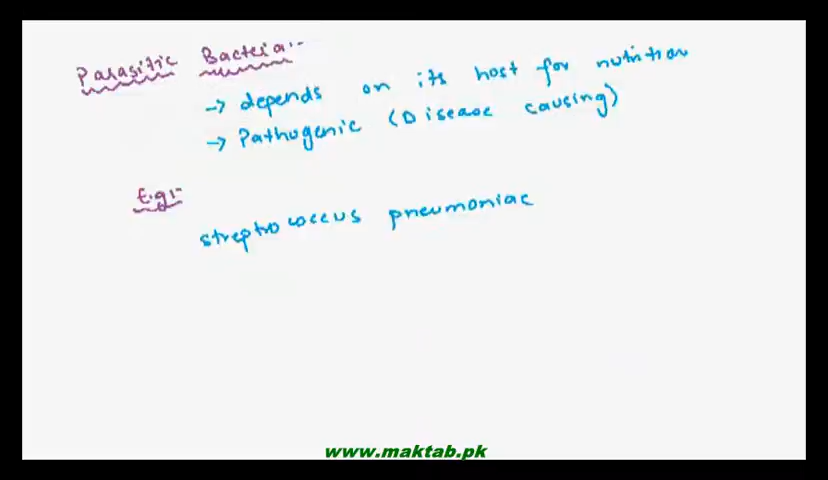 Parasitic Bacteria:-
→ depends on its host for nutrition
→ Pathogenic (Disease causing)
E.g:-
streptococcus pneumoniae
www.maktab.pk